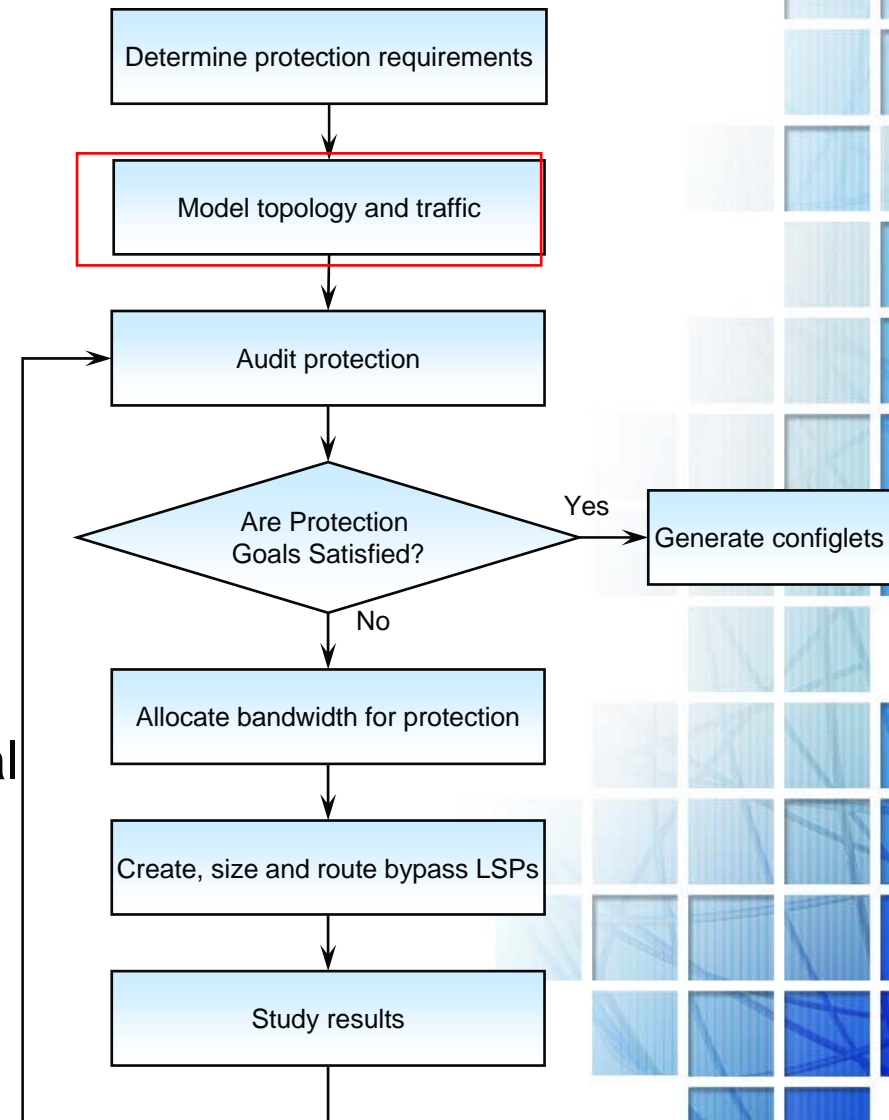 Determine protection requirements
Model topology and traffic
Audit protection
Are Protection
Goals Satisfied?
Yes
Generate configlets
No
Allocate bandwidth for protection
Create, size and route bypass LSPs
Study results